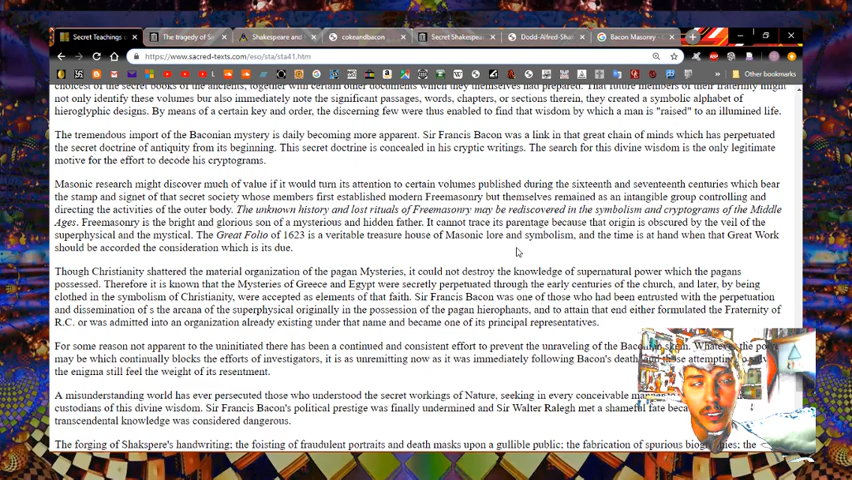 Secret Teachings o
The tragedy of Si
Shakespeare and
cokeandbacon
Secret Shakespea
Dodd-Alfred-Sha
Bacon Masonry -
https://www.sacred-texts.com/eso/sta/sta41.htm
Other bookmarks
choicest of the secret books of the ancients, together with certain other documents which they themselves had prepared. That future members of their fraternity might
not only identify these volumes but also immediately note the significant passages, words, chapters, or sections therein, they created a symbolic alphabet of
hieroglyphic designs. By means of a certain key and order, the discerning few were thus enabled to find that wisdom by which a man is "raised" to an illumined life.
The tremendous import of the Baconian mystery is daily becoming more apparent. Sir Francis Bacon was a link in that great chain of minds which has perpetuated
the secret doctrine of antiquity from its beginning. This secret doctrine is concealed in his cryptic writings. The search for this divine wisdom is the only legitimate
motive for the effort to decode his cryptograms.
Masonic research might discover much of value if it would turn its attention to certain volumes published during the sixteenth and seventeenth centuries which bear
the stamp and signet of that secret society whose members first established modern Freemasonry but themselves remained as an intangible group controlling and
directing the activities of the outer body. The unknown history and lost rituals of Freemasonry may be rediscovered in the symbolism and cryptograms of the Middle
Ages. Freemasonry is the bright and glorious son of a mysterious and hidden father. It cannot trace its parentage because that origin is obscured by the veil of the
superphysical and the mystical. The Great Folio of 1623 is a veritable treasure house of Masonic lore and symbolism, and the time is at hand when that Great Work
should be accorded the consideration which is its due.
Though Christianity shattered the material organization of the pagan Mysteries, it could not destroy the knowledge of supernatural power which the pagans
possessed. Therefore it is known that the Mysteries of Greece and Egypt were secretly perpetuated through the early centuries of the church, and later, by being
clothed in the symbolism of Christianity, were accepted as elements of that faith. Sir Francis Bacon was one of those who had been entrusted with the perpetuation
and dissemination of s the arcana of the superphysical originally in the possession of the pagan hierophants, and to attain that end either formulated the Fraternity of
R.C. or was admitted into an organization already existing under that name and became one of its principal representatives.
For some reason not apparent to the uninitiated there has been a continued and consistent effort to prevent the unraveling of the Baconian skein. Whatever the po
may be which continually blocks the efforts of investigators, it is as unremitting now as it was immediately following Bacon's death, and those attempting to
the enigma still feel the weight of its resentment.
A misunderstanding world has ever persecuted those who understood the secret workings of Nature, seeking in every conceivable manner to
custodians of this divine wisdom. Sir Francis Bacon's political prestige was finally undermined and Sir Walter Ralegh met a shameful fate
transcendental knowledge was considered dangerous.
The forging of Shakspere's handwriting; the foisting of fraudulent portraits and death masks upon a gullible public; the fabrication of spurious biographies; the